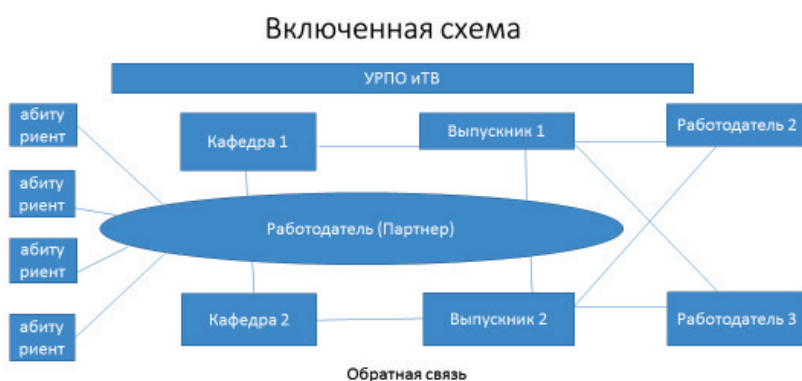 Включенная схема
УРПО иТВ
абиту
риент
Кафедра 1
Выпускник 1
Работодатель 2
абиту
риент
Работодатель (Партнер)
абиту
риент
Кафедра 2
Выпускник 2
Работодатель 3
абиту
риент
Обратная связь